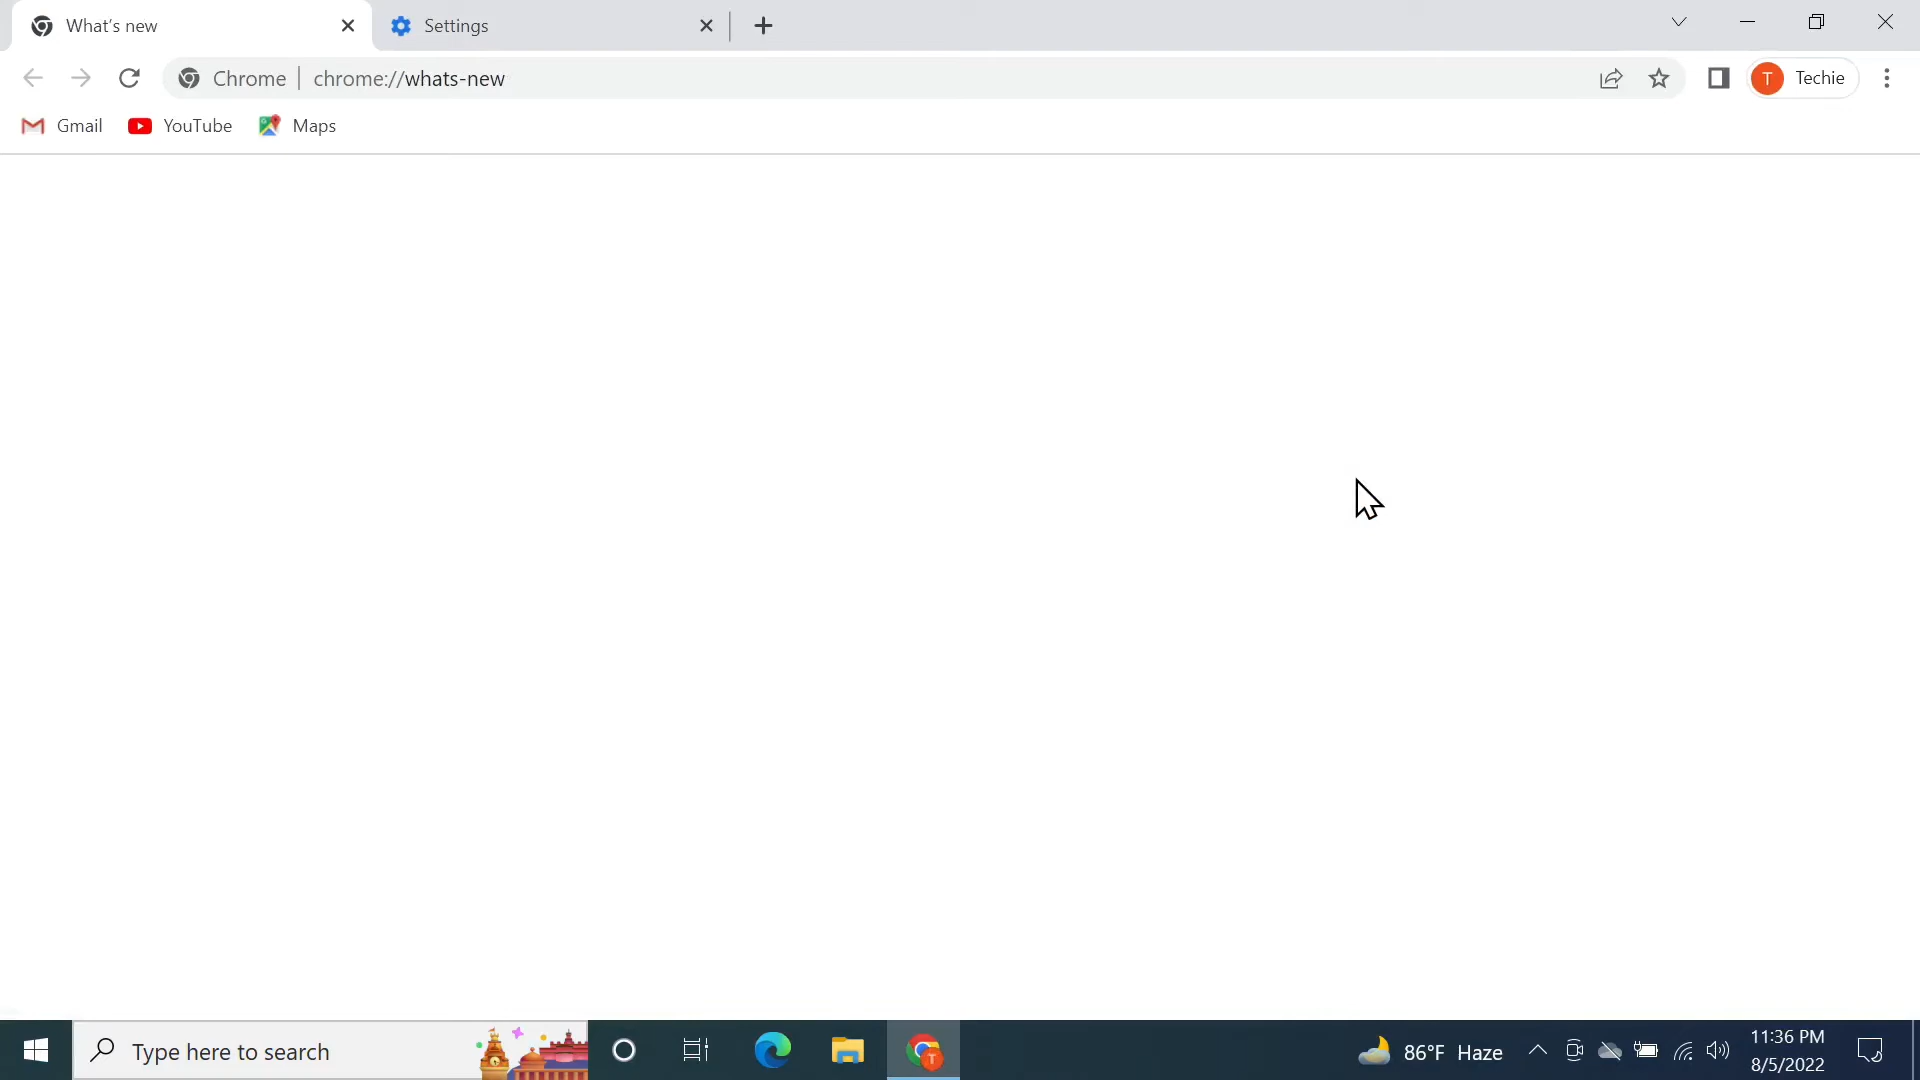 What's new
Settings
Chrome | chrome://whats-new
T
Techie
Gmail
YouTube
Maps
Type here to search
T
86°F Haze
11:36 PM
8/5/2022